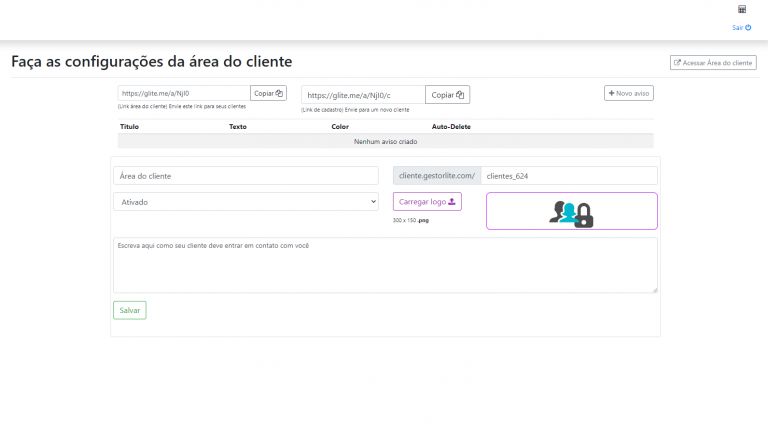 Sair
Faça as configurações da área do cliente
Acessar Área do cliente
https://glite.me/a/NjI0
Copiar
https://glite.me/a/NjI0/c
Copiar
Novo aviso
(Link área do cliente) Envie este link para seus clientes
(Link de cadastro) Envie para um novo cliente
Título Texto Color Auto-Delete
Nenhum aviso criado
Área do cliente
cliente.gestorlite.com/ clientes_624
Ativado
Carregar logo
300 x 150 .png
Escreva aqui como seu cliente deve entrar em contato com você
Salvar